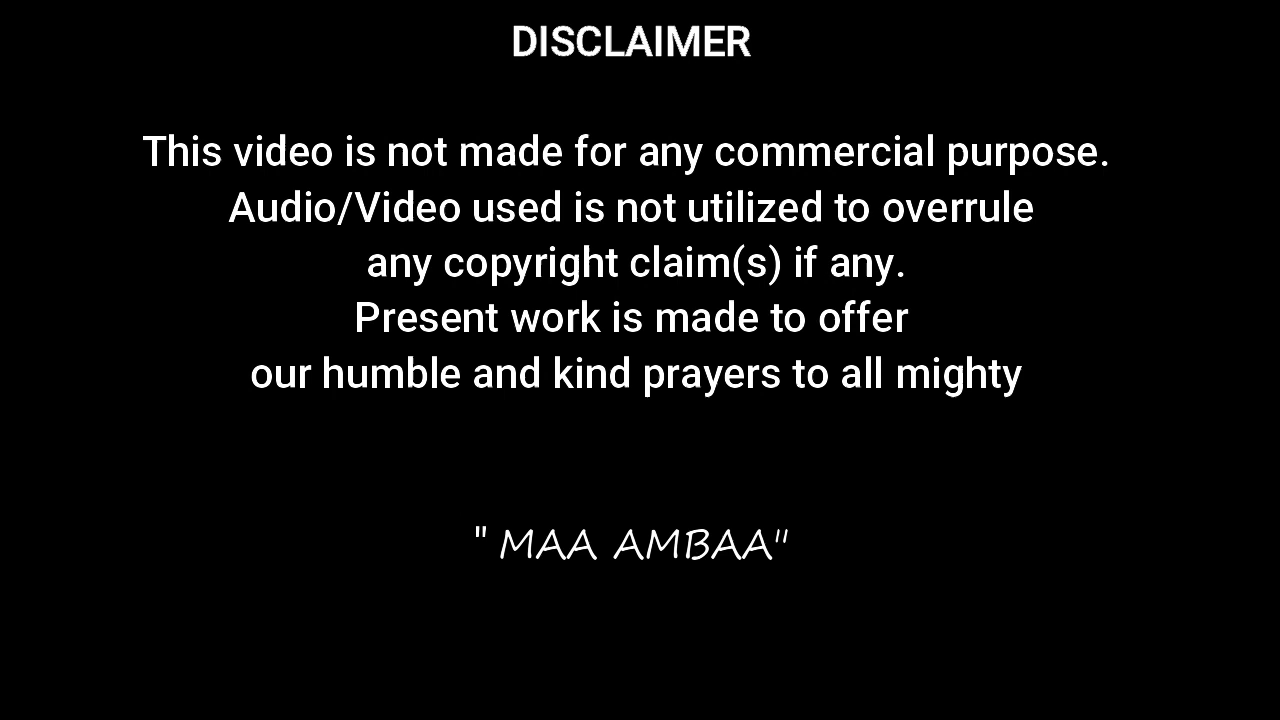 DISCLAIMER
This video is not made for any commercial purpose.
Audio/Video used is not utilized to overrule
any copyright claim(s) if any.
Present work is made to offer
our humble and kind prayers to all mighty
" MAA AMBAA"